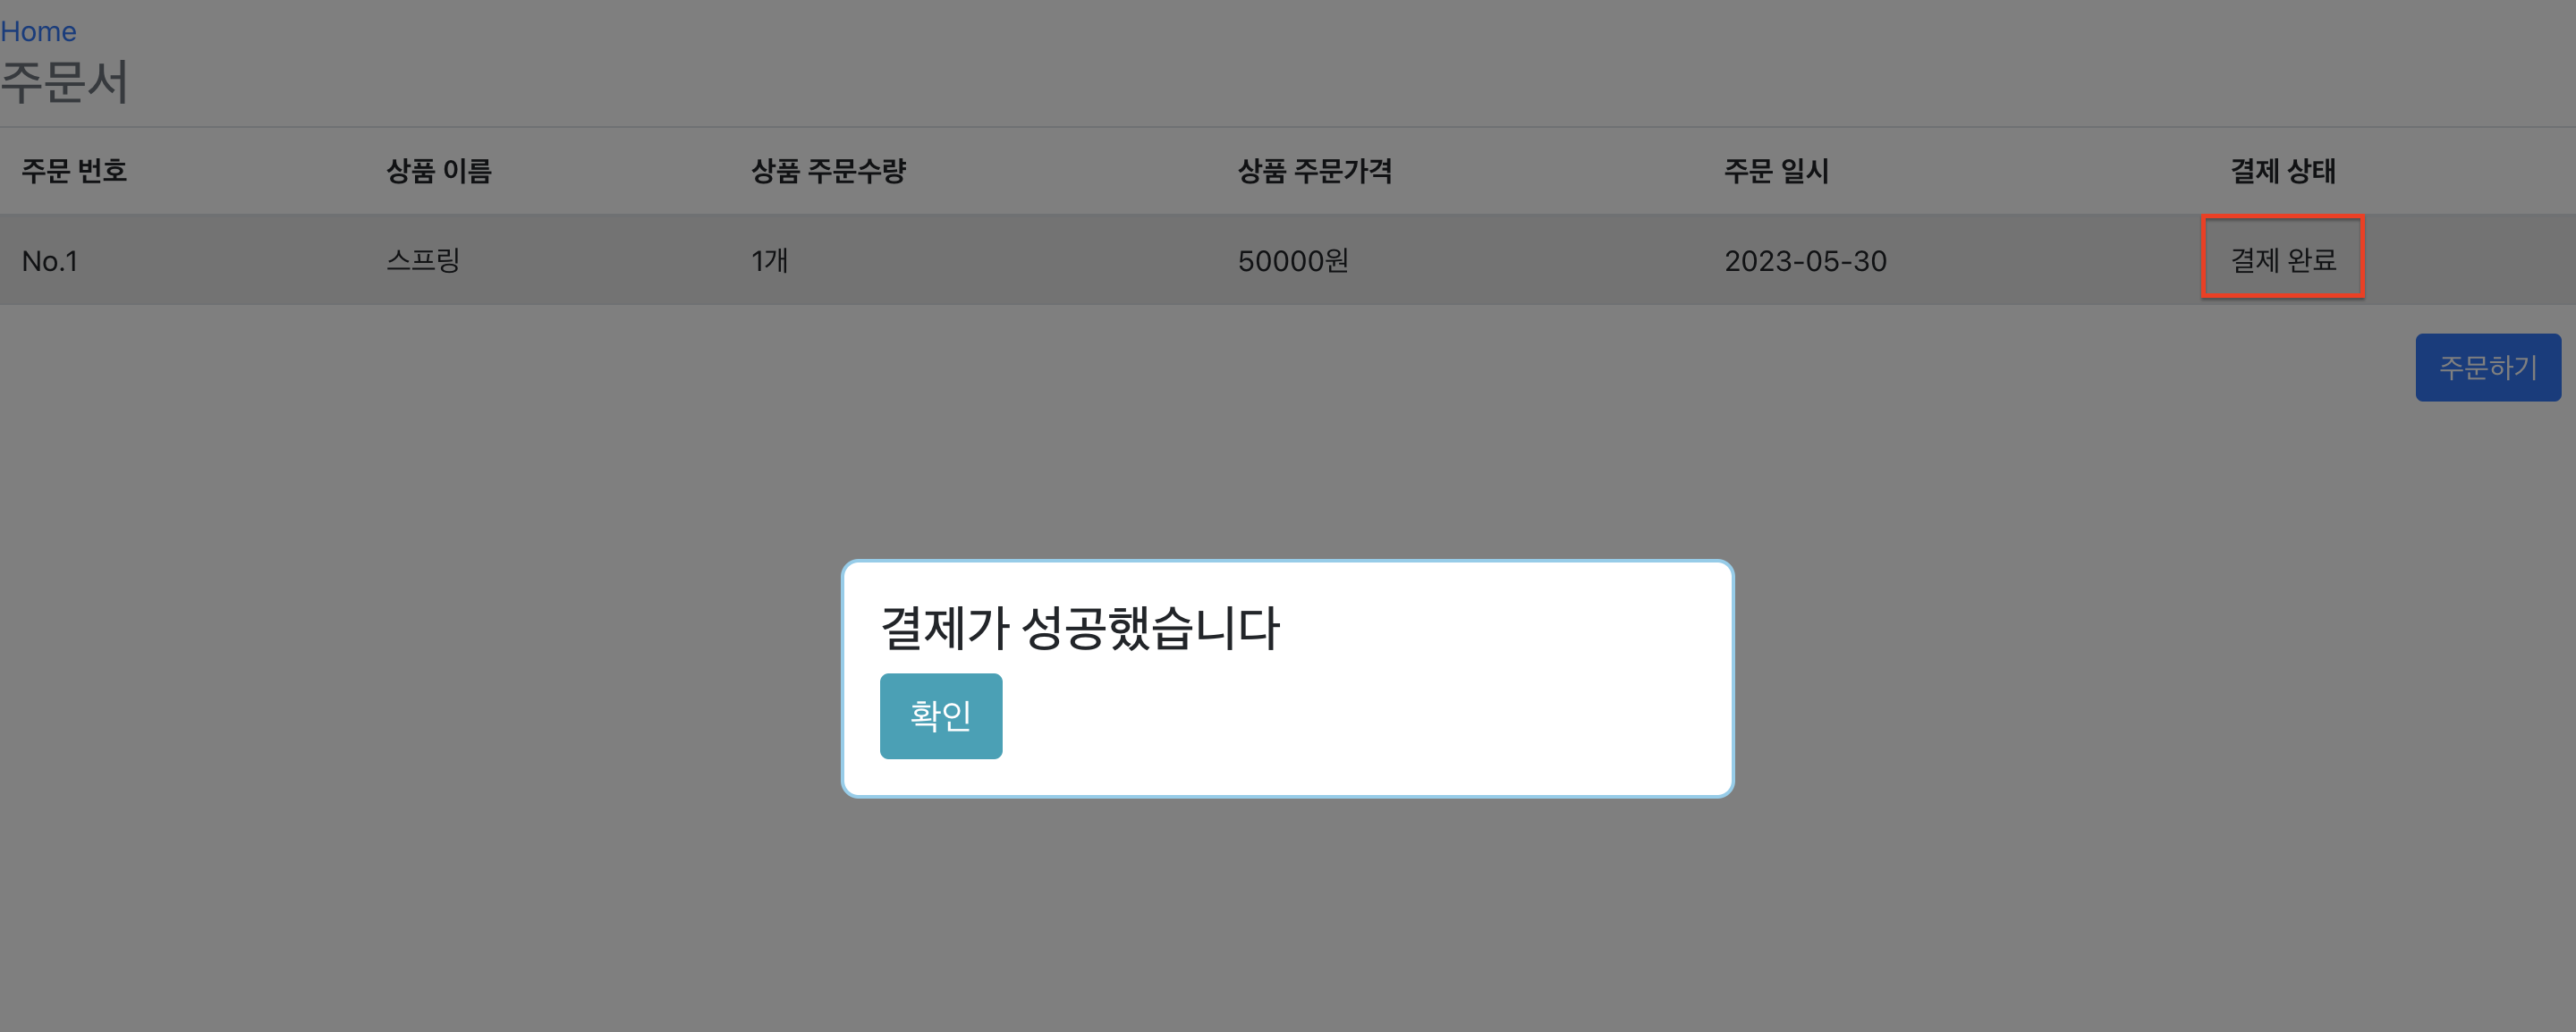 Home
주문서
주문 번호 상품 이름 상품 주문수량 상품 주문가격 주문 일시 결제 상태
No.1 스프링 1개 50000원 2023-05-30 결제 완료
주문하기
결제가 성공했습니다
확인